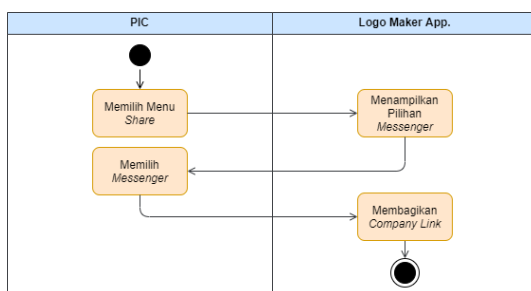 PIC
Logo Maker App.
Memilih Menu
Share
Menampilkan
Pilihan
Messenger
Memilih
Messenger
Membagikan
Company Link